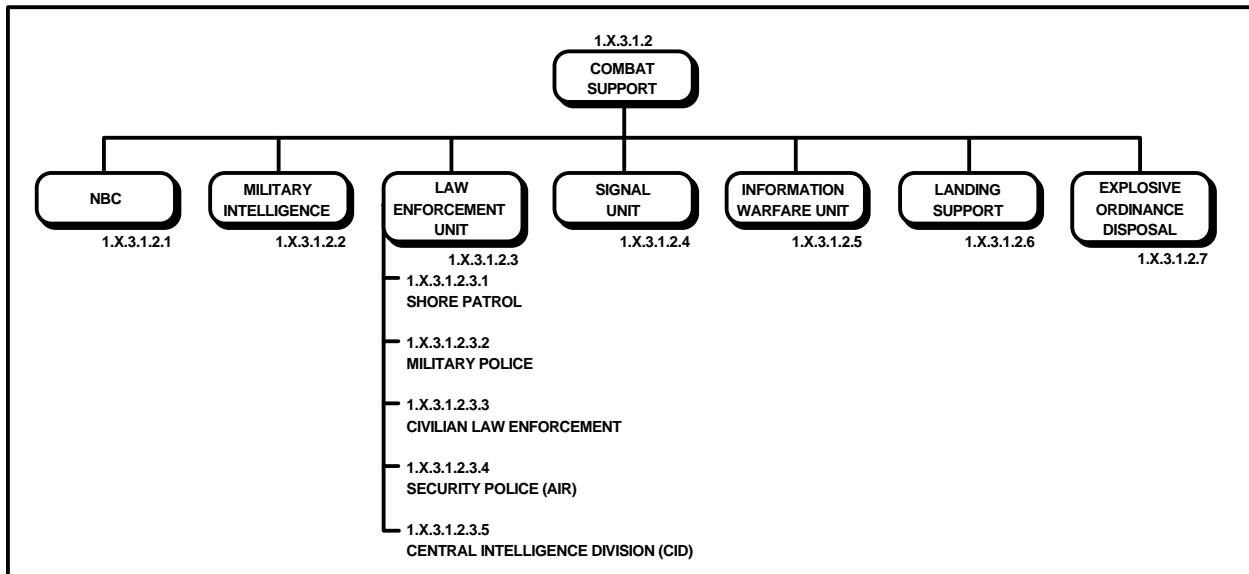 1.X.3.1.2
COMBAT
SUPPORT
NBC
1.X.3.1.2.1
MILITARY
INTELLIGENCE
1.X.3.1.2.2
LAW
ENFORCEMENT
UNIT
1.X.3.1.2.3
1.X.3.1.2.3.1
SHORE PATROL
1.X.3.1.2.3.2
MILITARY POLICE
1.X.3.1.2.3.3
CIVILIAN LAW ENFORCEMENT
1.X.3.1.2.3.4
SECURITY POLICE (AIR)
1.X.3.1.2.3.5
CENTRAL INTELLIGENCE DIVISION (CID)
SIGNAL
UNIT
1.X.3.1.2.4
INFORMATION
WARFARE UNIT
1.X.3.1.2.5
LANDING
SUPPORT
1.X.3.1.2.6
EXPLOSIVE
ORDINANCE
DISPOSAL
1.X.3.1.2.7